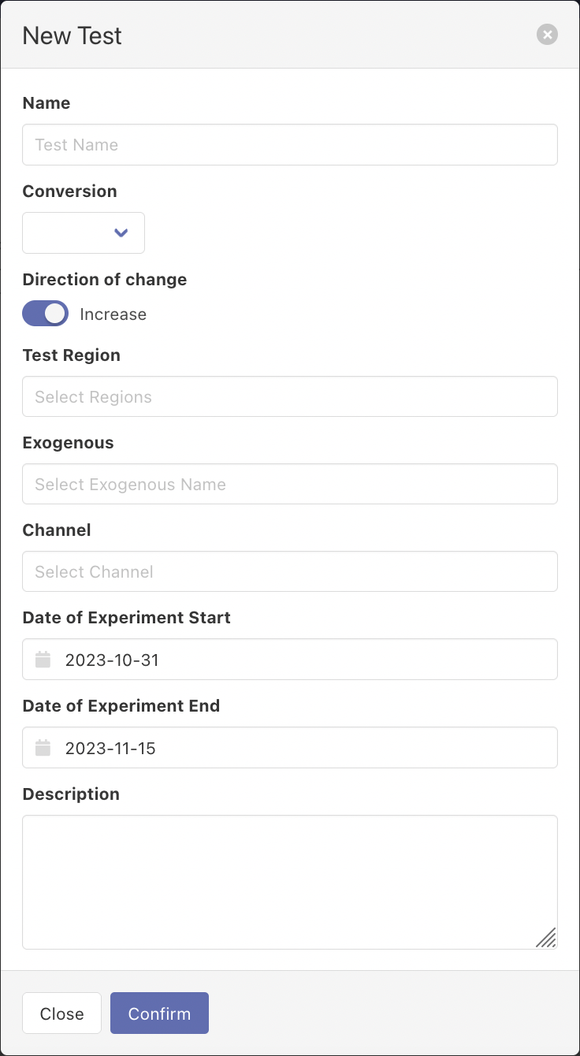 New Test
Name
Test Name
Conversion
Direction of change
Increase
Test Region
Select Regions
Exogenous
Select Exogenous Name
Channel
Select Channel
Date of Experiment Start
2023-10-31
Date of Experiment End
2023-11-15
Description
Close Confirm